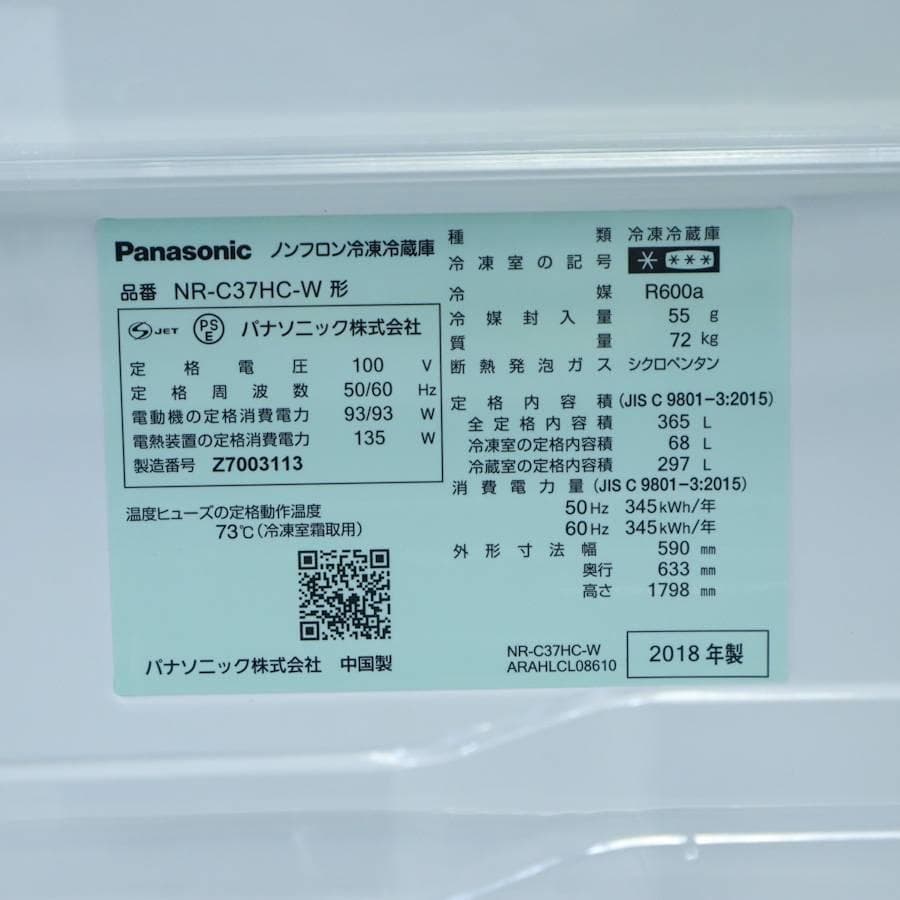 Panasonic ノンフロン冷凍冷蔵庫
品番 NR-C37HC-W 形
S JET PSE パナソニック株式会社
定格電圧 100 V
定格周波数 50/60 Hz
電動機の定格消費電力 93/93 W
電熱装置の定格消費電力 135 W
製造番号 Z7003113
温度ヒューズの定格動作温度
73℃(冷凍室霜取用)
パナソニック株式会社 中国製
種類 冷凍冷蔵庫
冷凍室の記号 * ***
冷媒 R600a
冷媒封入量 55 g
質量 72 kg
断熱発泡ガス シクロペンタン
定格内容積 (JIS C 9801-3:2015)
全定格内容積 365 L
冷凍室の定格内容積 68 L
冷蔵室の定格内容積 297 L
消費電力量 (JIS C 9801-3:2015)
50Hz 345kWh/年
60Hz 345kWh/年
外形寸法 幅 590 mm
奥行 633 mm
高さ 1798 mm
NR-C37HC-W
ARAHLCL08610
2018 年製